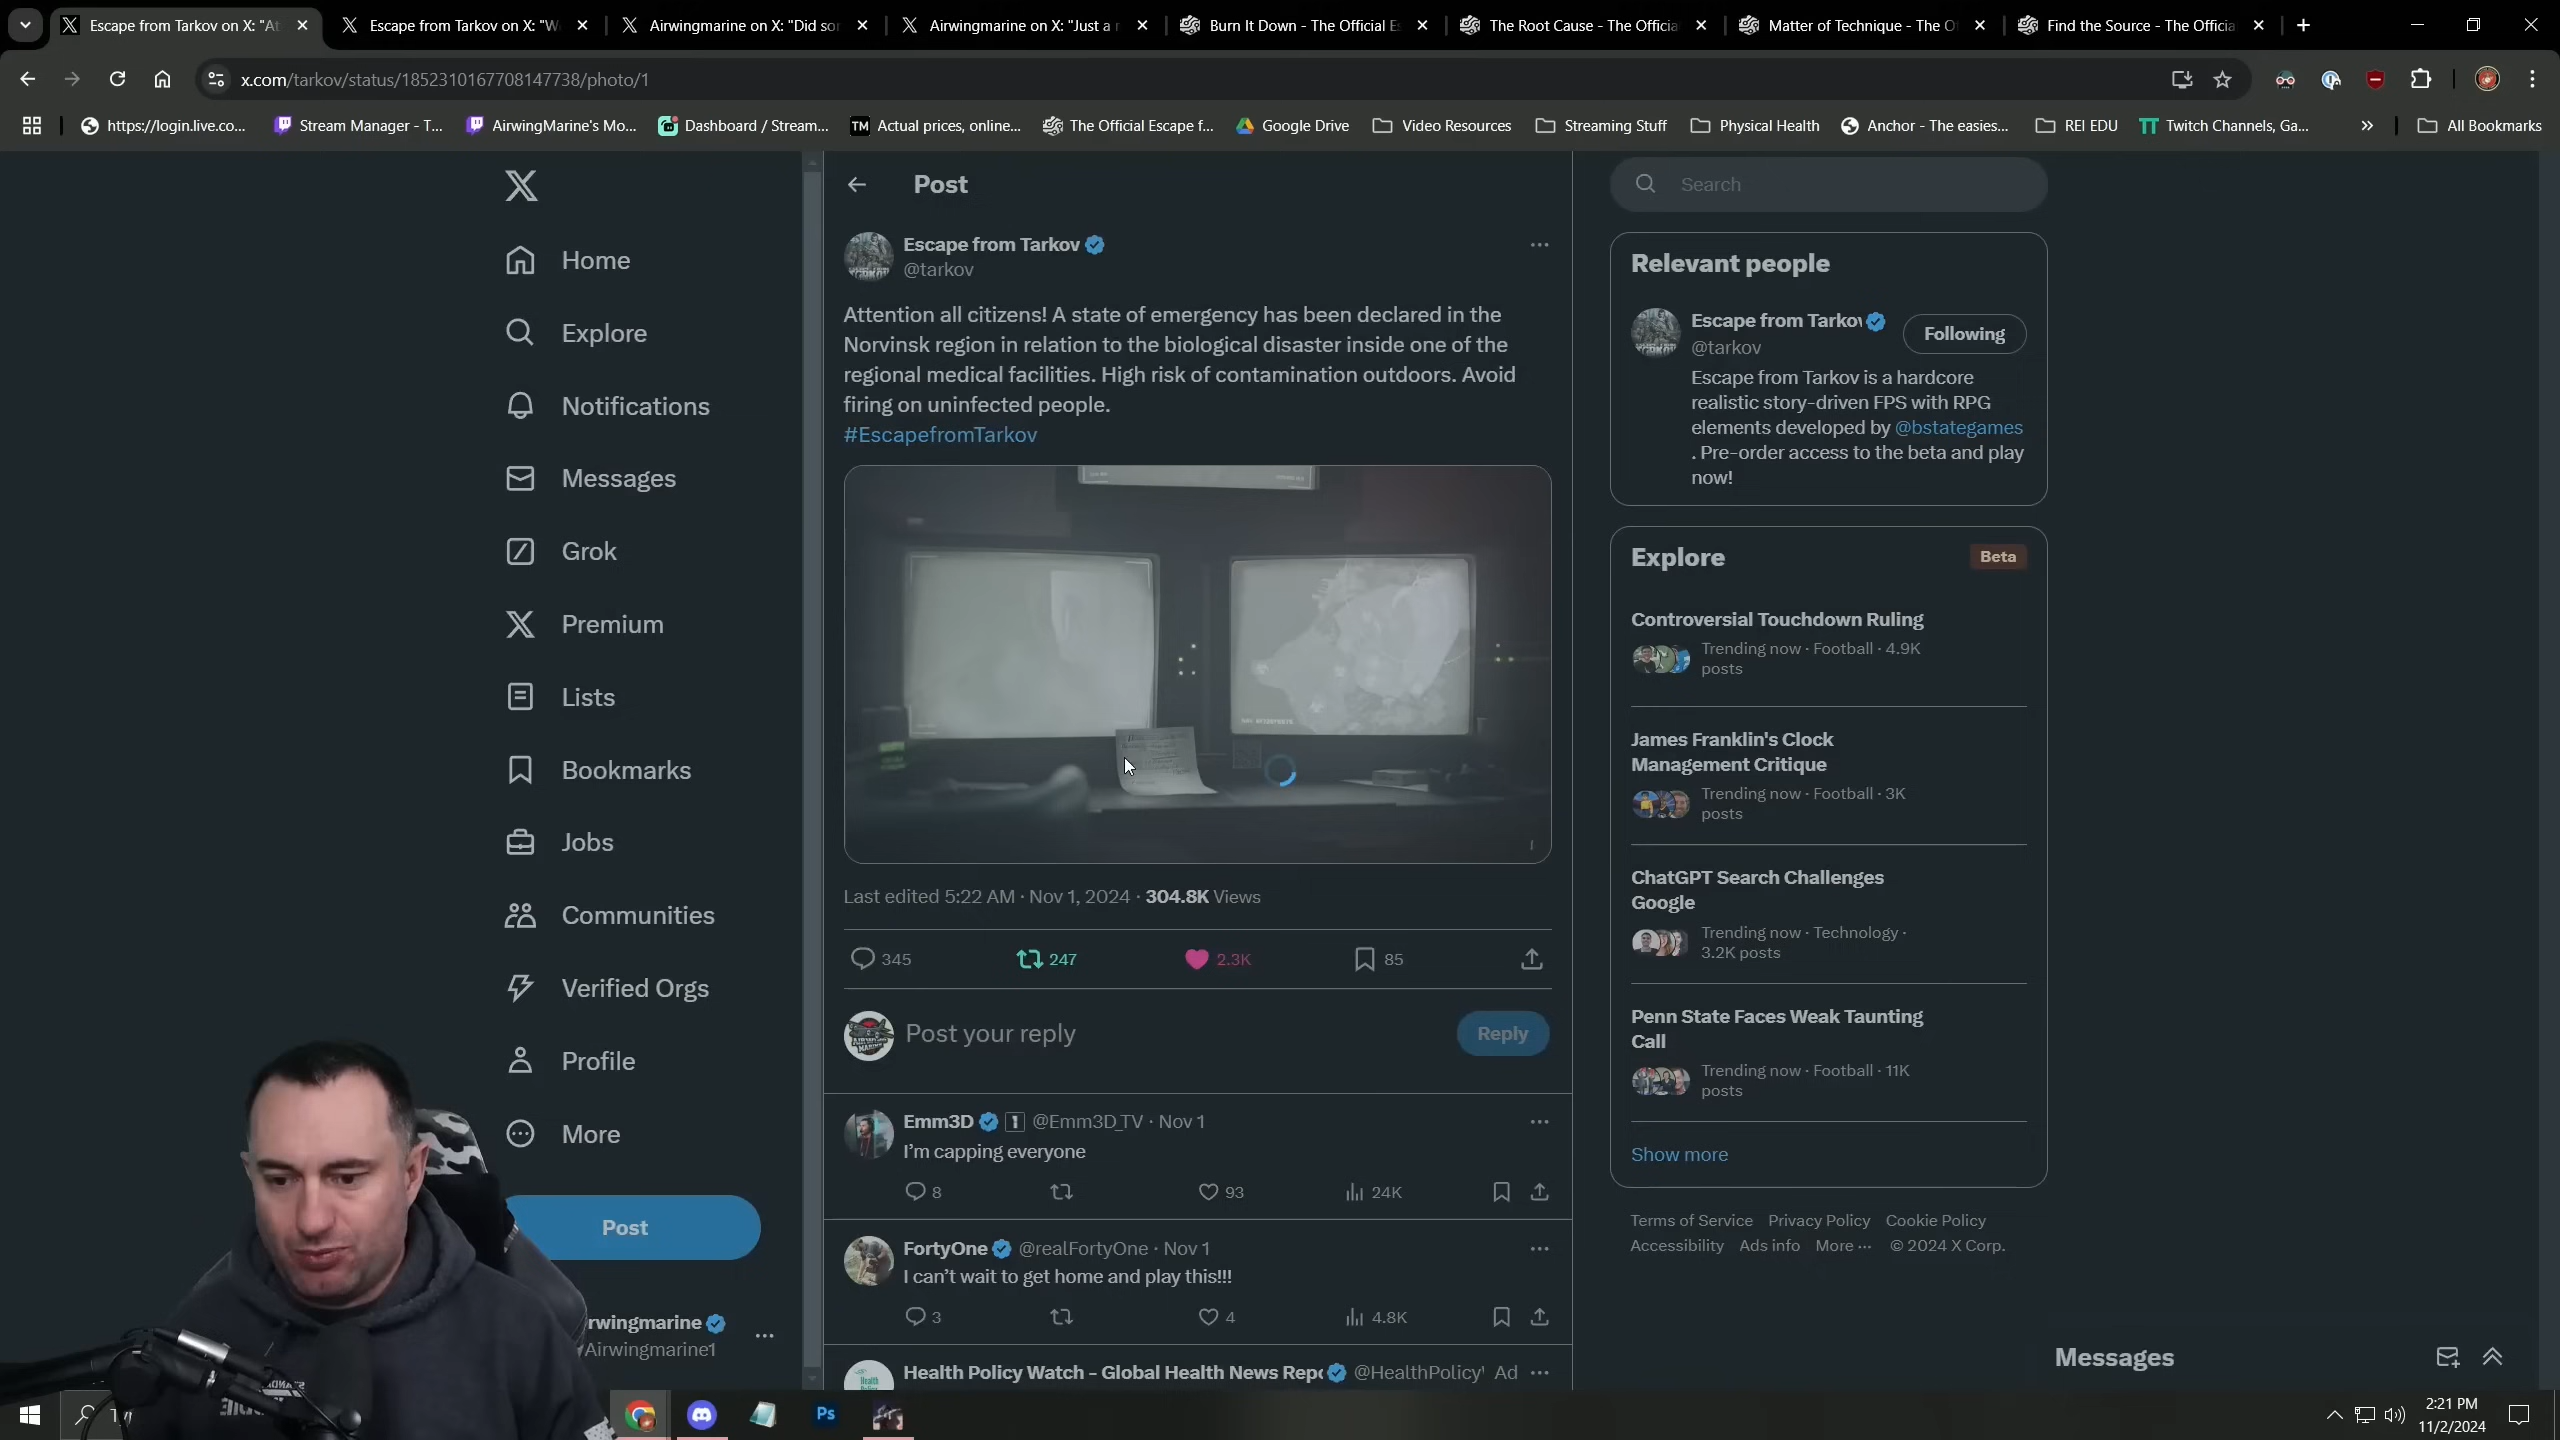 Escape from Tarkov on X: "At
Escape from Tarkov on X: "W
Airwingmarine on X: "Did so
Airwingmarine on X: "Just a
Burn It Down - The Official Es
The Root Cause - The Officia
Matter of Technique - The O
Find the Source - The Officia
x.com/tarkov/status/1852310167708147738/photo/1
https://login.live.co...
Stream Manager - T...
AirwingMarine's Mo...
Dashboard / Stream...
TM
Actual prices, online...
The Official Escape f...
Google Drive
Video Resources
Streaming Stuff
Physical Health
Anchor - The easies...
REI EDU
Twitch Channels, Ga...
All Bookmarks
Home
Explore
Notifications
Messages
Grok
Premium
Lists
Bookmarks
Jobs
Communities
Verified Orgs
Profile
More
Post
rwingmarine
Airwingmarine1
Post
Escape from Tarkov
@tarkov
Attention all citizens! A state of emergency has been declared in the
Norvinsk region in relation to the biological disaster inside one of the
regional medical facilities. High risk of contamination outdoors. Avoid
firing on uninfected people.
#EscapefromTarkov
Last edited 5:22 AM · Nov 1, 2024 · 304.8K Views
345
247
2.3K
85
Post your reply
Reply
Emm3D 1 @Emm3D_TV · Nov 1
I'm capping everyone
8
93
24K
FortyOne @realFortyOne · Nov 1
I can't wait to get home and play this!!!
3
4
4.8K
Health Policy Watch - Global Health News Repo @HealthPolicy' Ad
Search
Relevant people
Escape from Tarkov
@tarkov
Following
Escape from Tarkov is a hardcore
realistic story-driven FPS with RPG
elements developed by @bstategames
. Pre-order access to the beta and play
now!
Explore
Beta
Controversial Touchdown Ruling
Trending now · Football · 4.9K
posts
James Franklin's Clock
Management Critique
Trending now · Football · 3K
posts
ChatGPT Search Challenges
Google
Trending now · Technology ·
3.2K posts
Penn State Faces Weak Taunting
Call
Trending now · Football · 11K
posts
Show more
Terms of Service Privacy Policy Cookie Policy
Accessibility Ads info More ··· © 2024 X Corp.
Messages
Ty
Ps
2:21 PM
11/2/2024